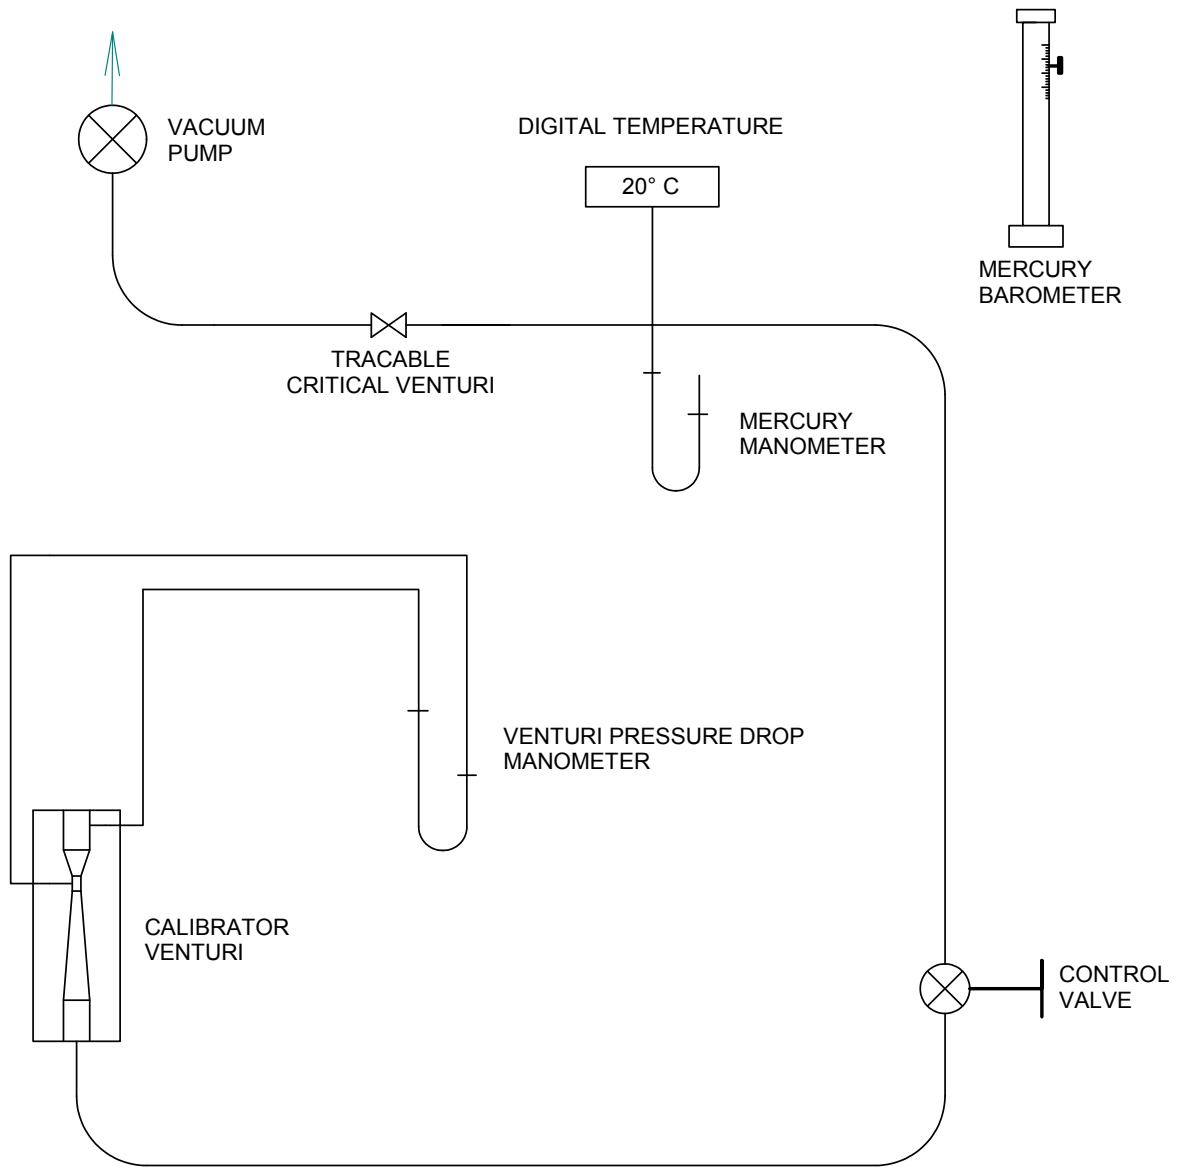 VACUUM
PUMP
DIGITAL TEMPERATURE
20° C
MERCURY
BAROMETER
TRACABLE
CRITICAL VENTURI
MERCURY
MANOMETER
VENTURI PRESSURE DROP
MANOMETER
CALIBRATOR
VENTURI
CONTROL
VALVE